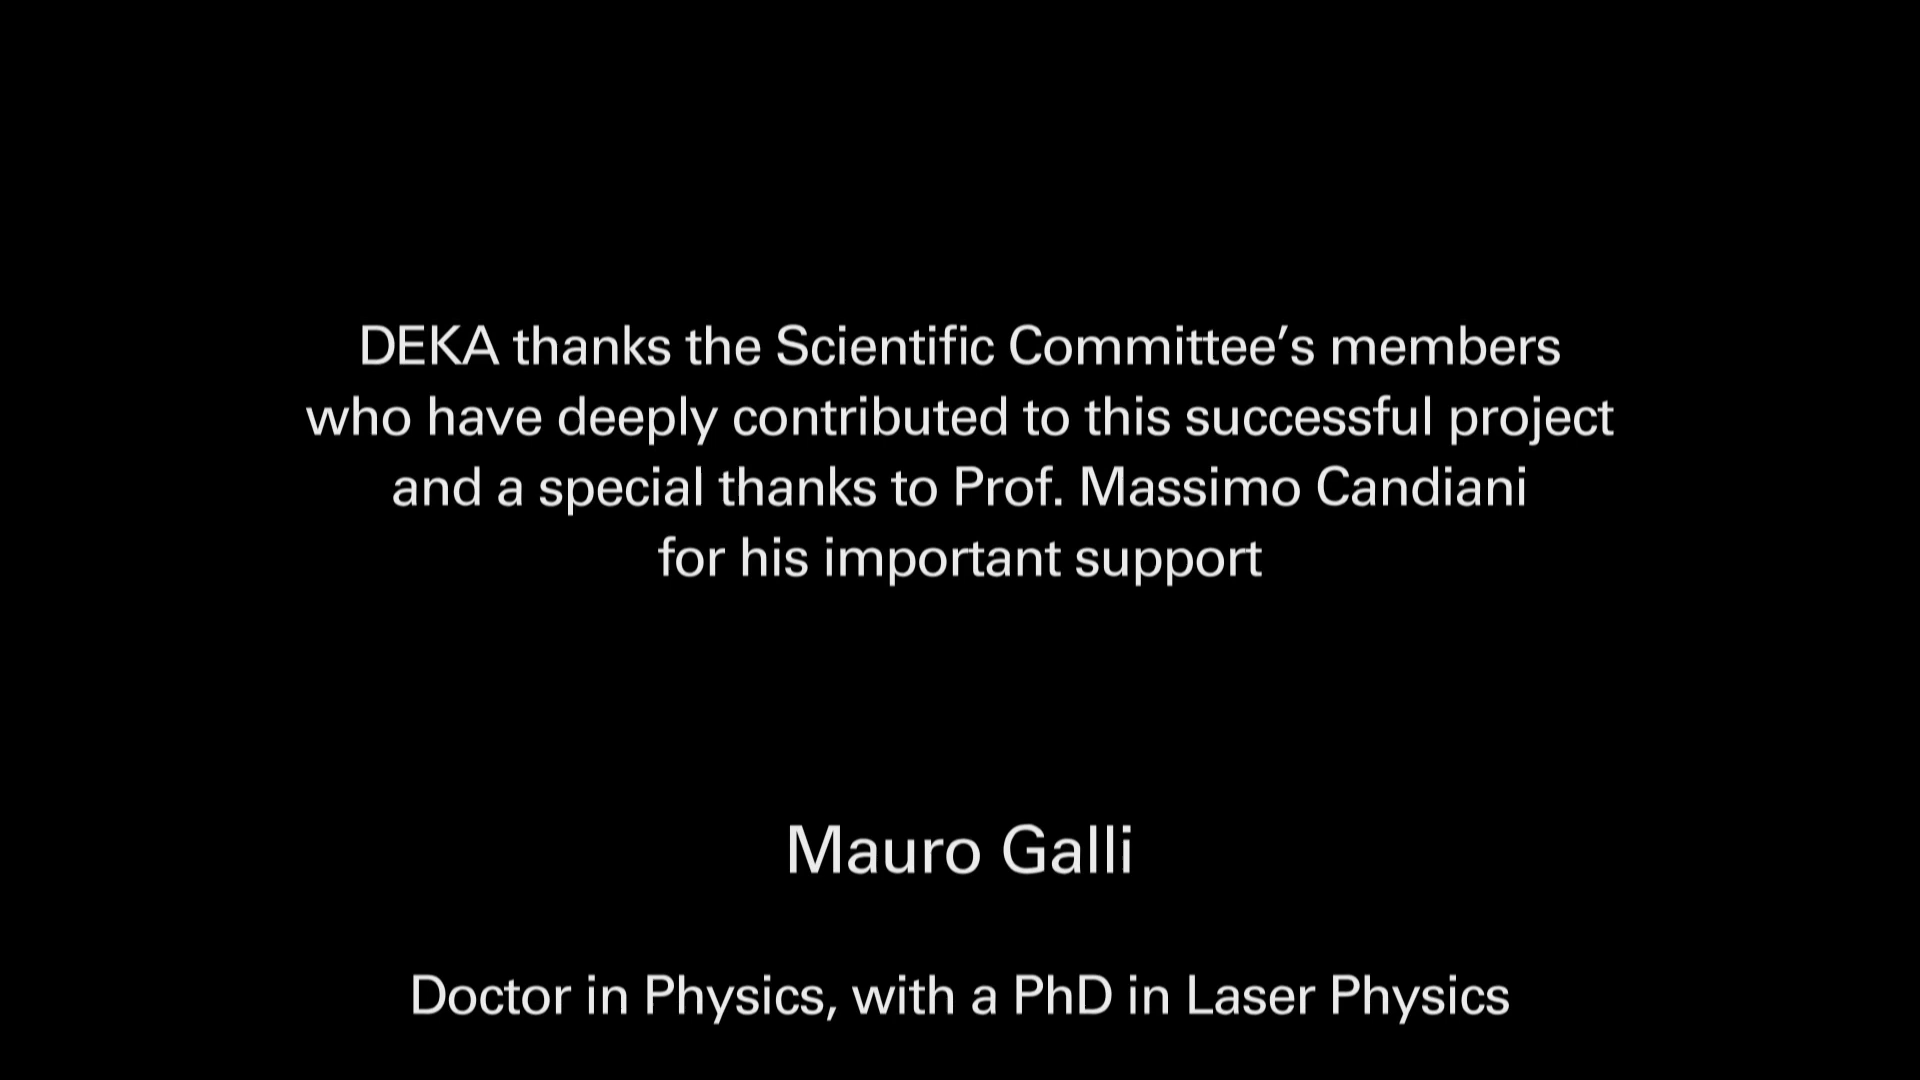 DEKA thanks the Scientific Committee’s members
who have deeply contributed to this successful project
and a special thanks to Prof. Massimo Candiani
for his important support
Mauro Galli
Doctor in Physics, with a PhD in Laser Physics